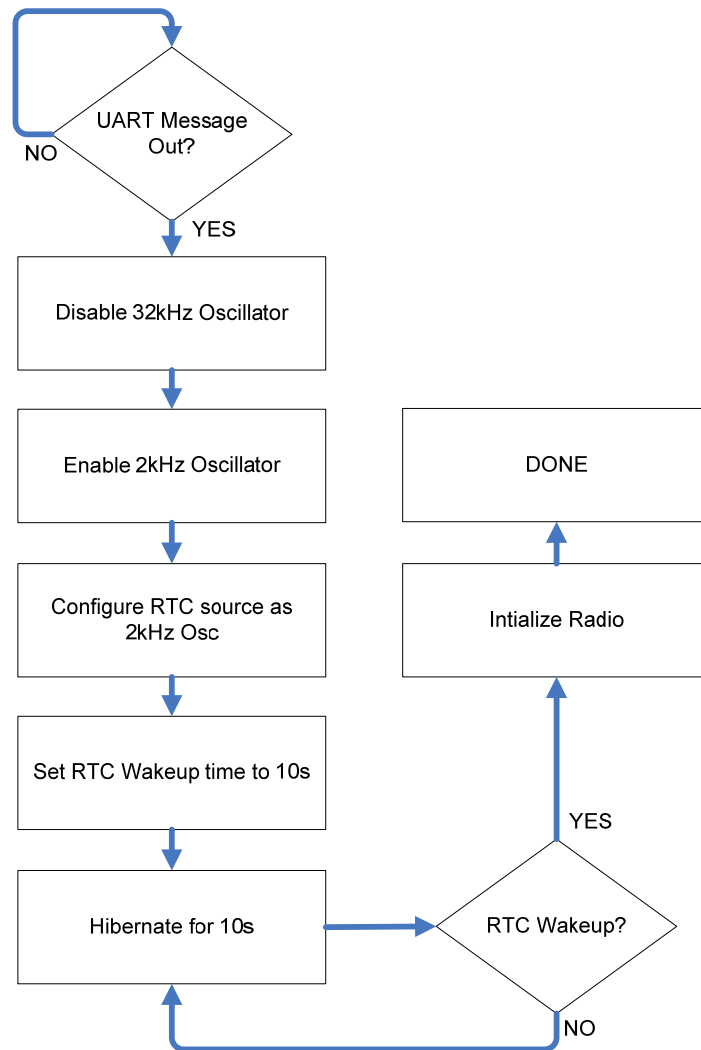 UART Message
Out?
NO
YES
Disable 32kHz Oscillator
Enable 2kHz Oscillator
Configure RTC source as
2kHz Osc
Set RTC Wakeup time to 10s
Hibernate for 10s
RTC Wakeup?
NO
YES
Intialize Radio
DONE